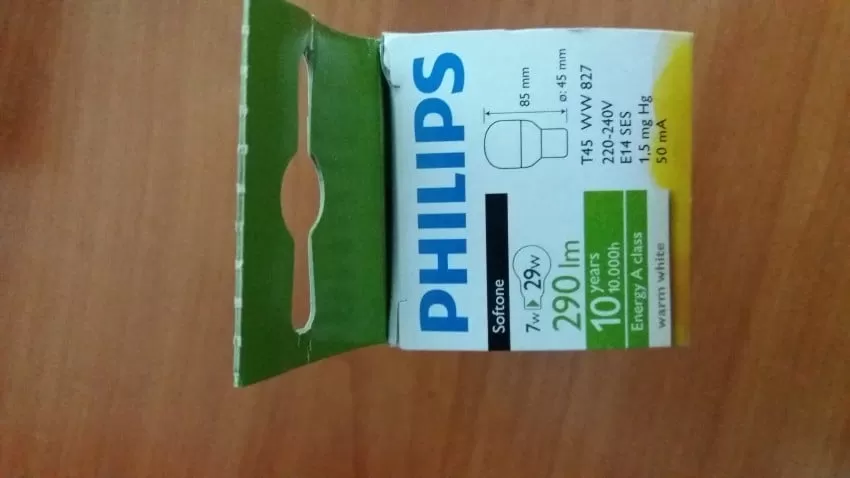 PHILIPS
Softone
7w 29w
290 lm
10 years
10.000h
Energy A class
warm white
85 mm
ø: 45 mm
T45 WW 827
220-240V
E14 SES
1,5 mg Hg
50 mA